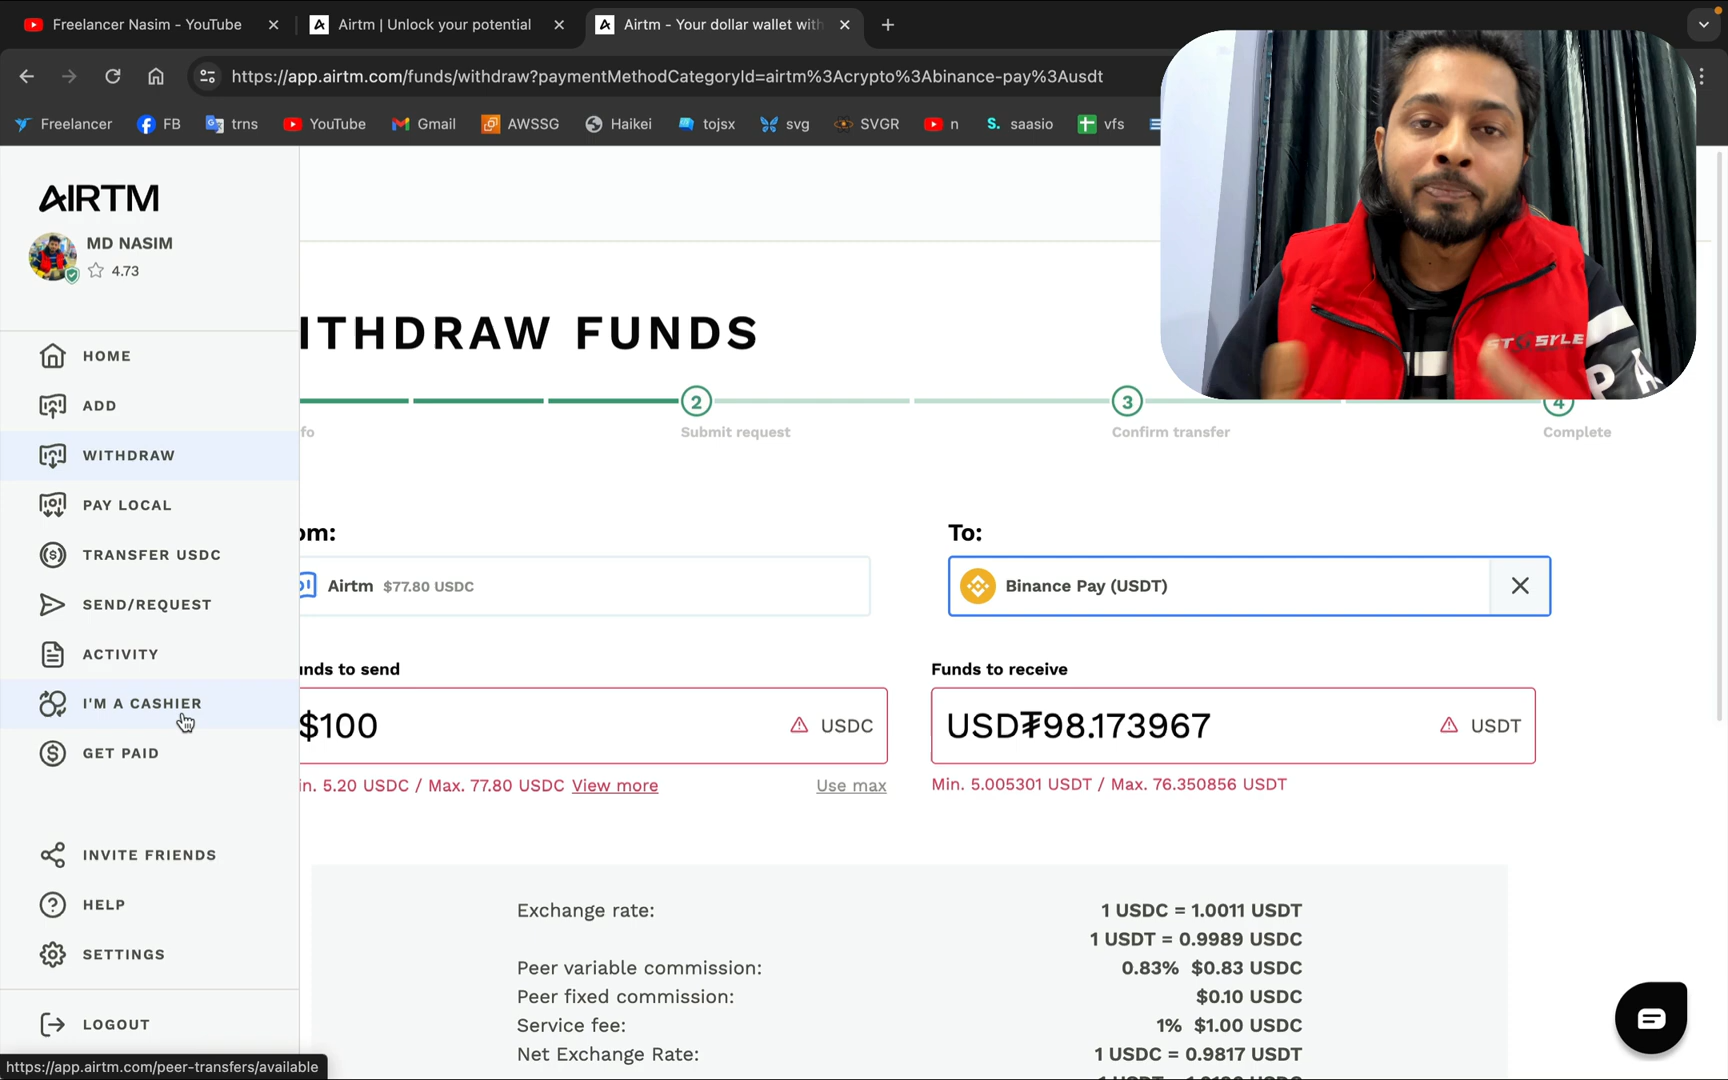 Freelancer Nasim - YouTube
Airtm | Unlock your potential
Airtm - Your dollar wallet with
https://app.airtm.com/funds/withdraw?paymentMethodCategoryId=airtm%3Acrypto%3Abinance-pay%3Ausdt
Freelancer
FB
trns
YouTube
Gmail
AWSSG
Haikei
tojsx
svg
SVGR
n
saasio
vfs
AIRTM
MD NASIM
4.73
HOME
ADD
WITHDRAW
PAY LOCAL
TRANSFER USDC
SEND/REQUEST
ACTIVITY
I'M A CASHIER
GET PAID
INVITE FRIENDS
HELP
SETTINGS
LOGOUT
https://app.airtm.com/peer-transfers/available
ITHDRAW FUNDS
2
3
4
fo
Submit request
Confirm transfer
Complete
om:
To:
Airtm $77.80 USDC
Binance Pay (USDT)
unds to send
Funds to receive
$100
USDC
USD₮98.173967
USDT
in. 5.20 USDC / Max. 77.80 USDC View more
Use max
Min. 5.005301 USDT / Max. 76.350856 USDT
Exchange rate:
1 USDC = 1.0011 USDT
1 USDT = 0.9989 USDC
Peer variable commission:
0.83% $0.83 USDC
Peer fixed commission:
$0.10 USDC
Service fee:
1% $1.00 USDC
Net Exchange Rate:
1 USDC = 0.9817 USDT